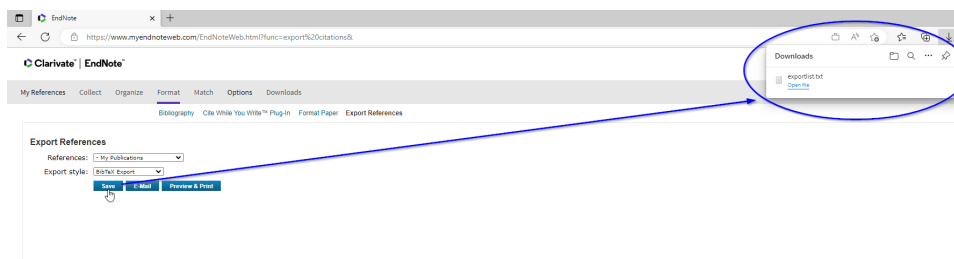 EndNote
https://www.myendnoteweb.com/EndNoteWeb.html?func=export%20citations&
Downloads
exportlist.txt
Open file
Clarivate™ | EndNote™
My References Collect Organize Format Match Options Downloads
Bibliography Cite While You Write™ Plug-In Format Paper Export References
Export References
References: - My Publications
Export style: BibTeX Export
Save E-Mail Preview & Print